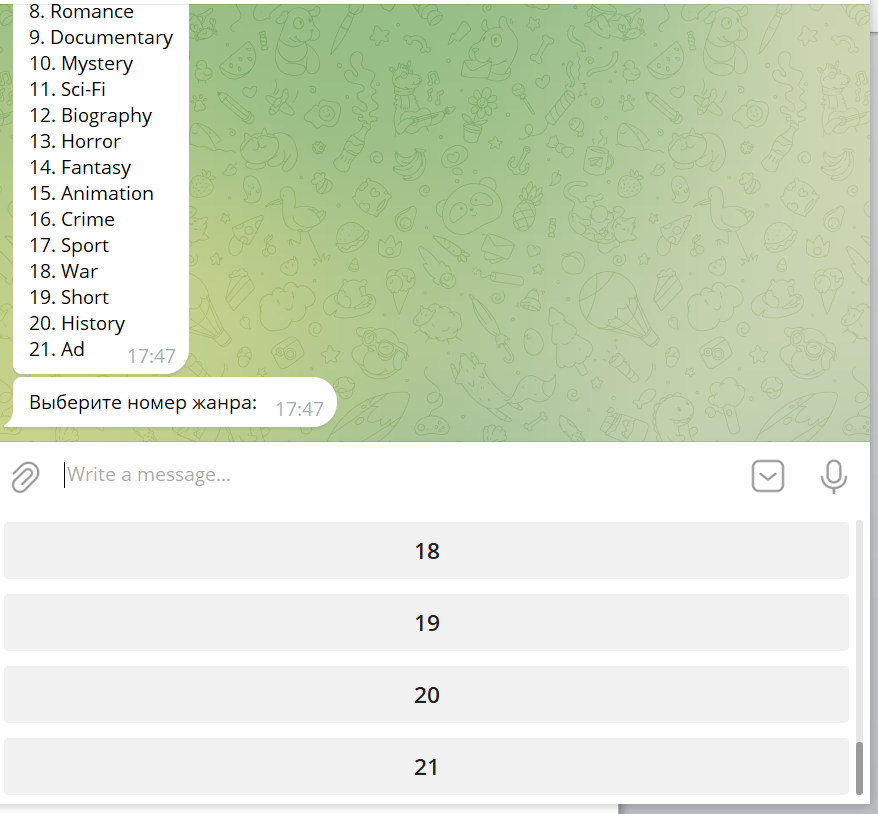 8. Romance
9. Documentary
10. Mystery
11. Sci-Fi
12. Biography
13. Horror
14. Fantasy
15. Animation
16. Crime
17. Sport
18. War
19. Short
20. History
21. Ad
17:47
Выберите номер жанра:
17:47
Write a message...
18
19
20
21